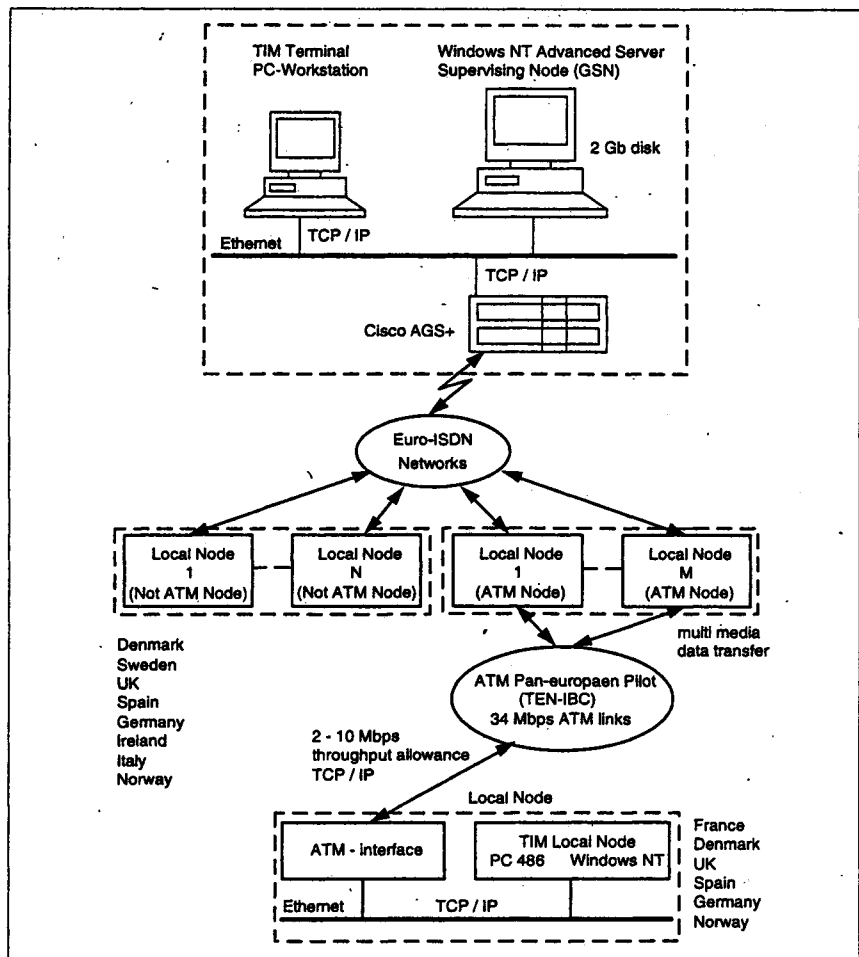 TIM Terminal
PC-Workstation
Windows NT Advanced Server
Supervising Node (GSN)
2 Gb disk
TCP / IP
Ethernet
TCP / IP
Cisco AGS+
Euro-ISDN
Networks
Local Node
1
(Not ATM Node)
Local Node
N
(Not ATM Node)
Local Node
1
(ATM Node)
Local Node
M
(ATM Node)
Denmark
Sweden
UK
Spain
Germany
Ireland
Italy
Norway
multi media
data transfer
ATM Pan-europaen Pilot
(TEN-IBC)
34 Mbps ATM links
2 - 10 Mbps
throughput allowance
TCP / IP
Local Node
ATM - interface
TIM Local Node
PC 486 Windows NT
Ethernet
TCP / IP
France
Denmark
UK
Spain
Germany
Norway